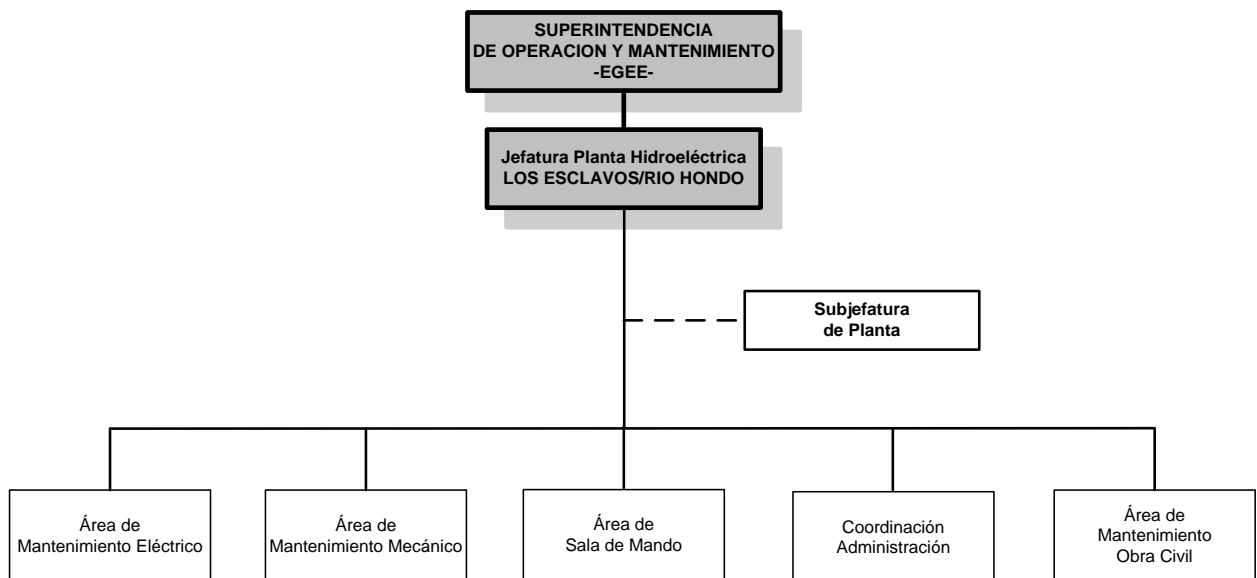 SUPERINTENDENCIA
DE OPERACION Y MANTENIMIENTO
-EGEE-
Jefatura Planta Hidroeléctrica
LOS ESCLAVOS/RIO HONDO
Subjefatura
de Planta
Área de
Mantenimiento Eléctrico
Área de
Mantenimiento Mecánico
Área de
Sala de Mando
Coordinación
Administración
Área de
Mantenimiento
Obra Civil